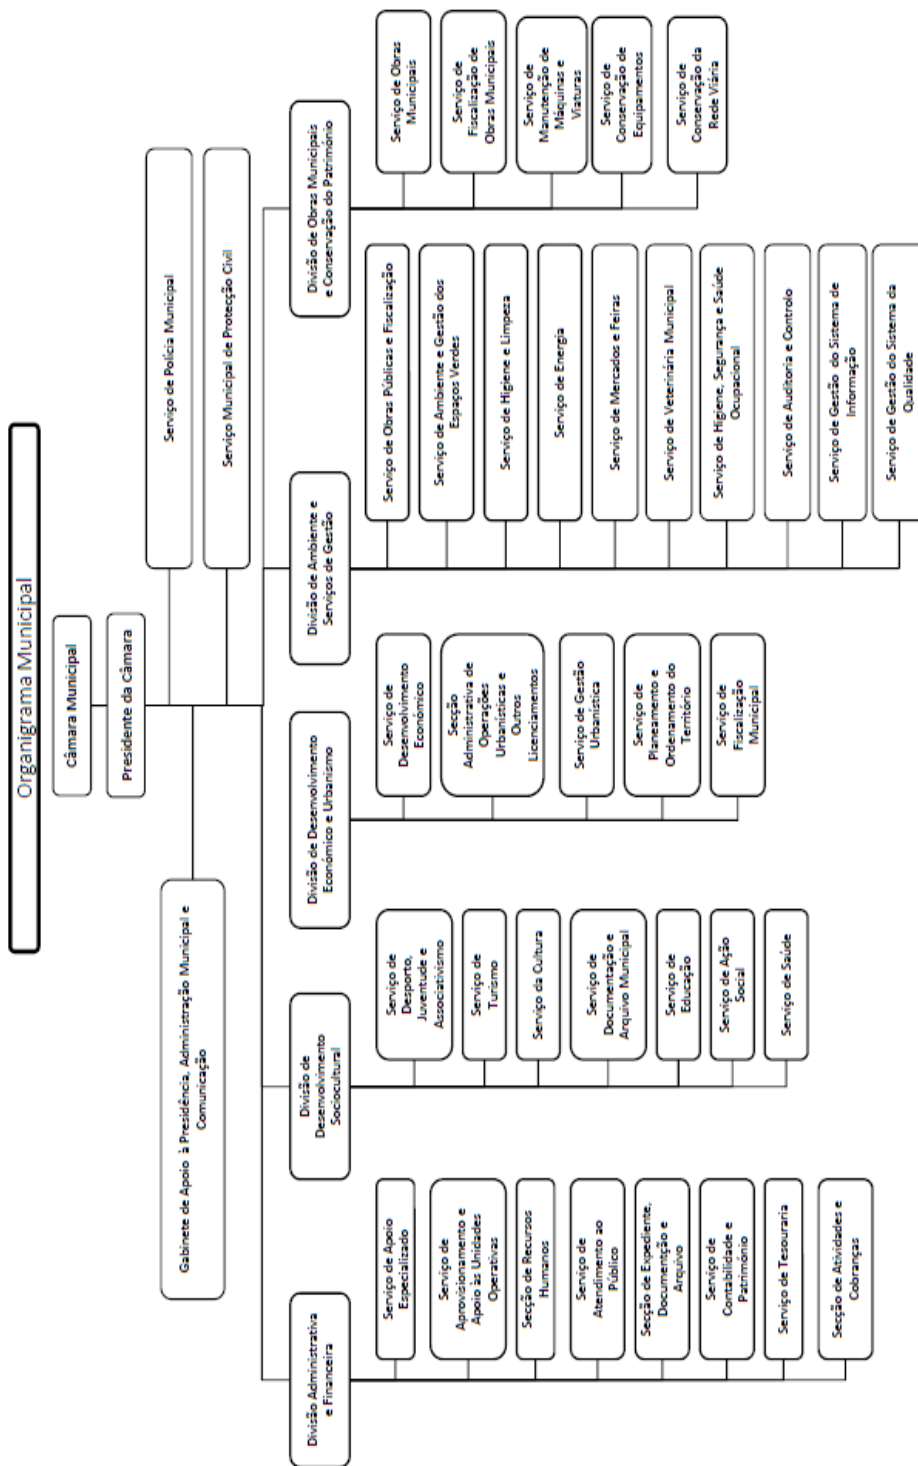 Organigrama Municipal
Câmara Municipal
Presidente da Câmara
Gabinete de Apoio à Presidência, Administração Municipal e
Comunicação
Serviço de Polícia Municipal
Serviço Municipal de Protecção Civil
Divisão Administrativa
e Financeira
Serviço de Apoio
Especializado
Serviço de
Aprovisionamento e
Apoio às Unidades
Operativas
Secção de Recursos
Humanos
Serviço de
Atendimento ao
Público
Secção de Expediente,
Documentação e
Arquivo
Serviço de
Contabilidade e
Património
Serviço de Tesouraria
Secção de Atividades e
Cobranças
Divisão de
Desenvolvimento
Sociocultural
Serviço de
Desporto,
Juventude e
Associativismo
Serviço de
Turismo
Serviço da Cultura
Serviço de
Documentação e
Arquivo Municipal
Serviço de
Educação
Serviço de Ação
Social
Serviço de Saúde
Divisão de Desenvolvimento
Económico e Urbanismo
Serviço de
Desenvolvimento
Económico
Secção
Administrativa de
Operações
Urbanísticas e
Outros
Licenciamentos
Serviço de Gestão
Urbanística
Serviço de
Planeamento e
Ordenamento do
Território
Serviço de
Fiscalização
Municipal
Divisão de Ambiente e
Serviços de Gestão
Serviço de Obras Públicas e Fiscalização
Serviço de Ambiente e Gestão dos
Espaços Verdes
Serviço de Higiene e Limpeza
Serviço de Energia
Serviço de Mercados e Feiras
Serviço de Veterinária Municipal
Serviço de Higiene, Segurança e Saúde
Ocupacional
Serviço de Auditoria e Controlo
Serviço de Gestão do Sistema de
Informação
Serviço de Gestão do Sistema da
Qualidade
Divisão de Obras Municipais
e Conservação do Património
Serviço de Obras
Municipais
Serviço de
Fiscalização de
Obras Municipais
Serviço de
Manutenção de
Máquinas e
Viaturas
Serviço de
Conservação de
Equipamentos
Serviço de
Conservação da
Rede Viária